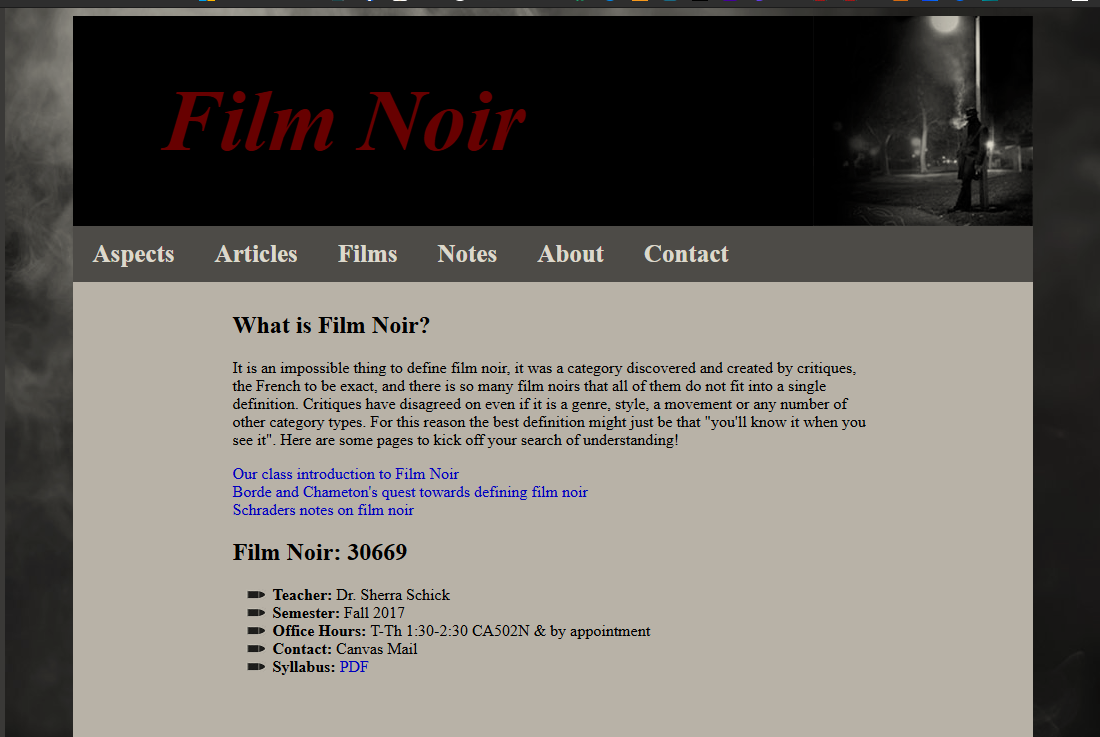 Film Noir
Aspects Articles Films Notes About Contact
What is Film Noir?
It is an impossible thing to define film noir, it was a category discovered and created by critiques,
the French to be exact, and there is so many film noirs that all of them do not fit into a single
definition. Critiques have disagreed on even if it is a genre, style, a movement or any number of
other category types. For this reason the best definition might just be that "you'll know it when you
see it". Here are some pages to kick off your search of understanding!
Our class introduction to Film Noir
Borde and Chameton's quest towards defining film noir
Schraders notes on film noir
Film Noir: 30669
Teacher: Dr. Sherra Schick
Semester: Fall 2017
Office Hours: T-Th 1:30-2:30 CA502N & by appointment
Contact: Canvas Mail
Syllabus: PDF